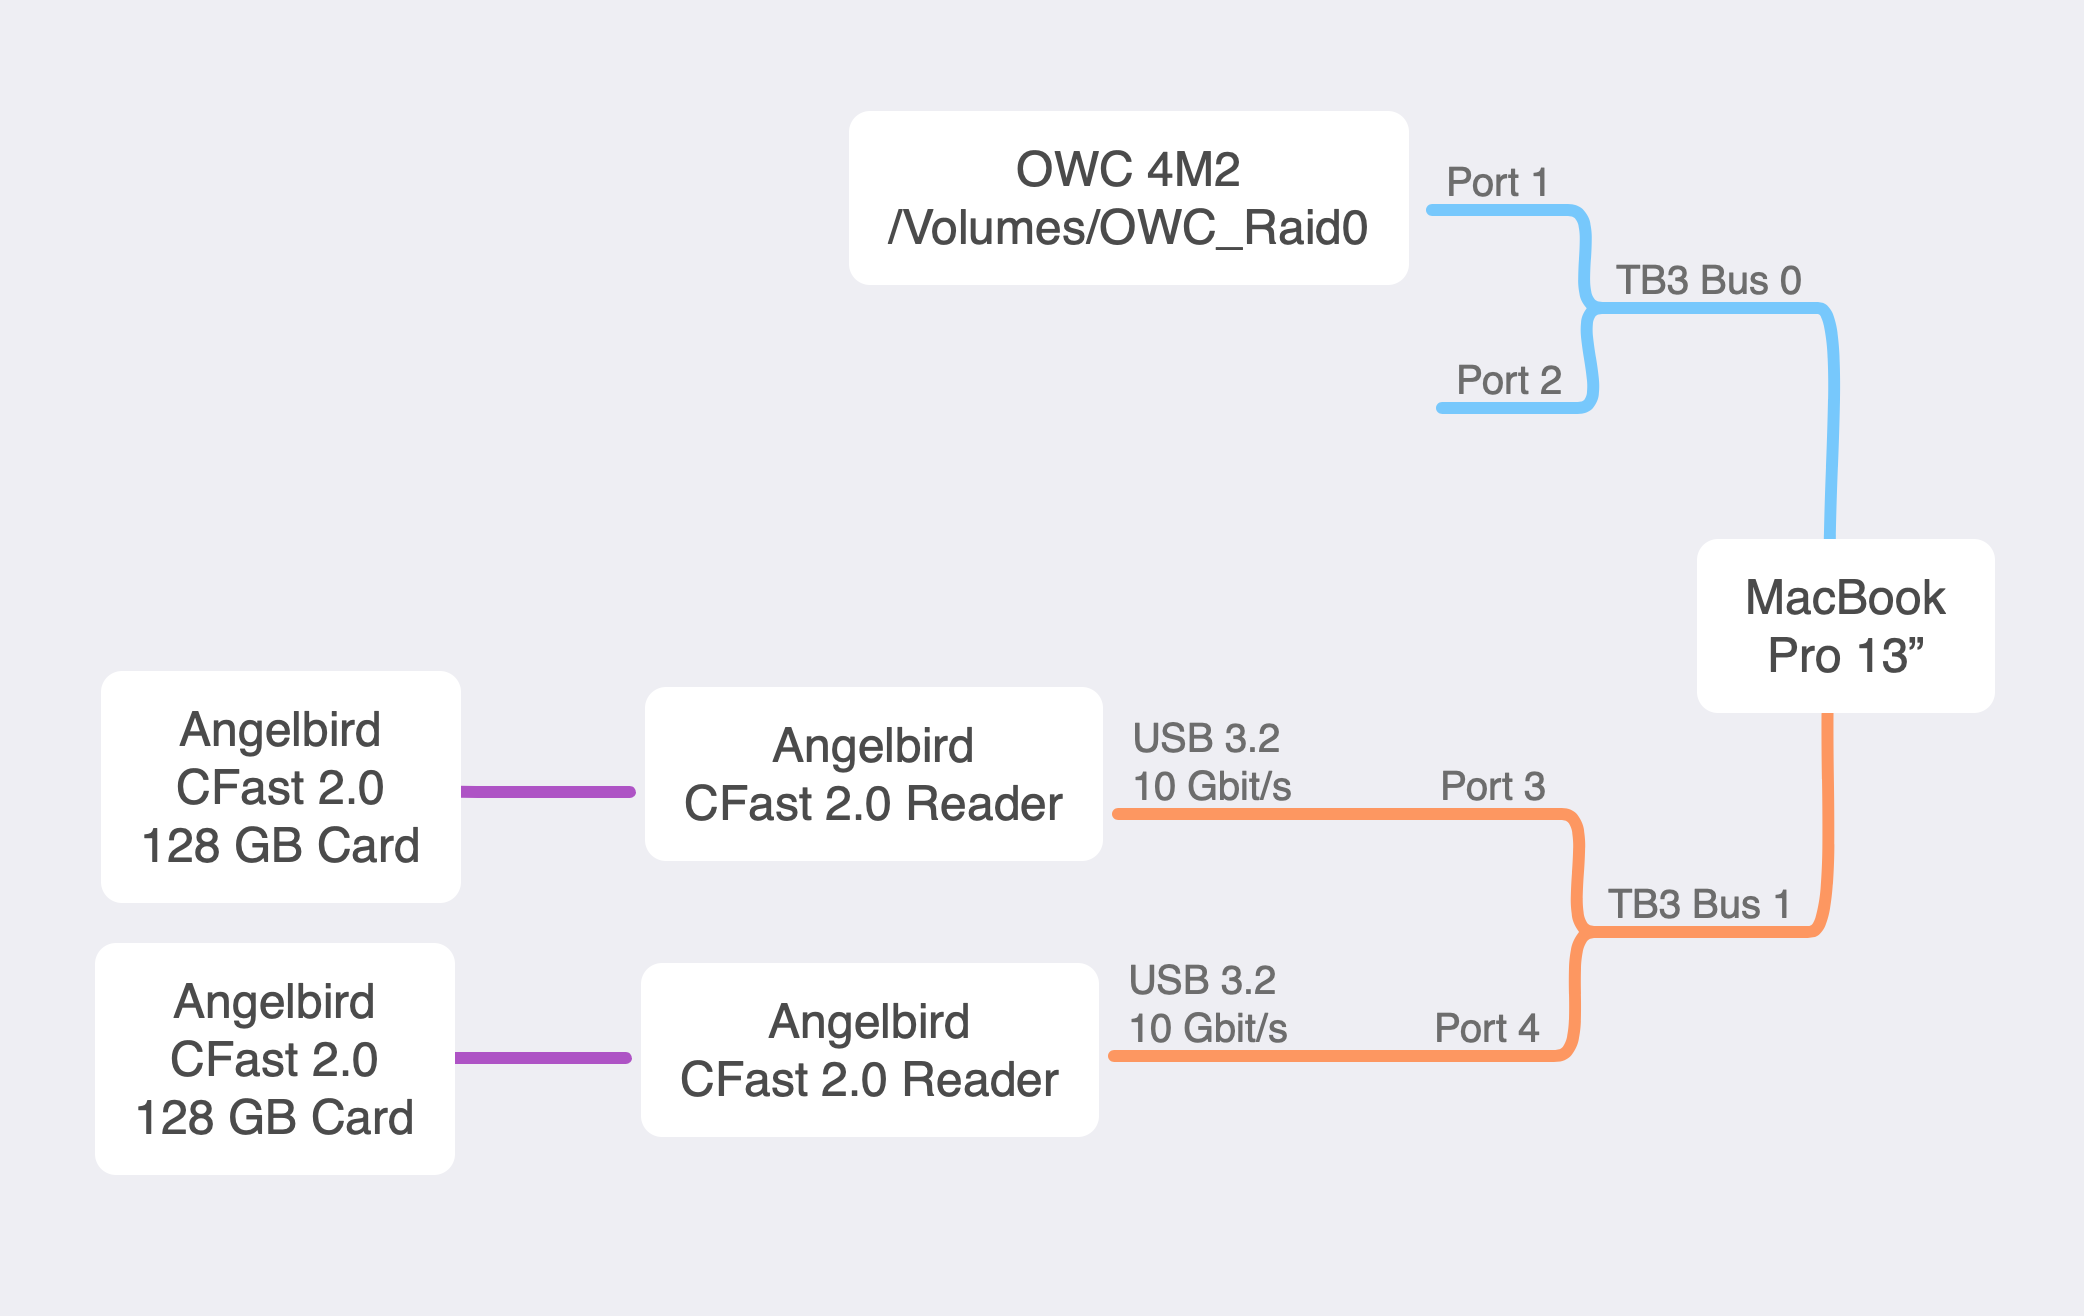 OWC 4M2
/Volumes/OWC_Raid0
Port 1
TB3 Bus 0
Port 2
MacBook
Pro 13”
Angelbird
CFast 2.0
128 GB Card
Angelbird
CFast 2.0 Reader
USB 3.2
10 Gbit/s
Port 3
TB3 Bus 1
Angelbird
CFast 2.0
128 GB Card
Angelbird
CFast 2.0 Reader
USB 3.2
10 Gbit/s
Port 4